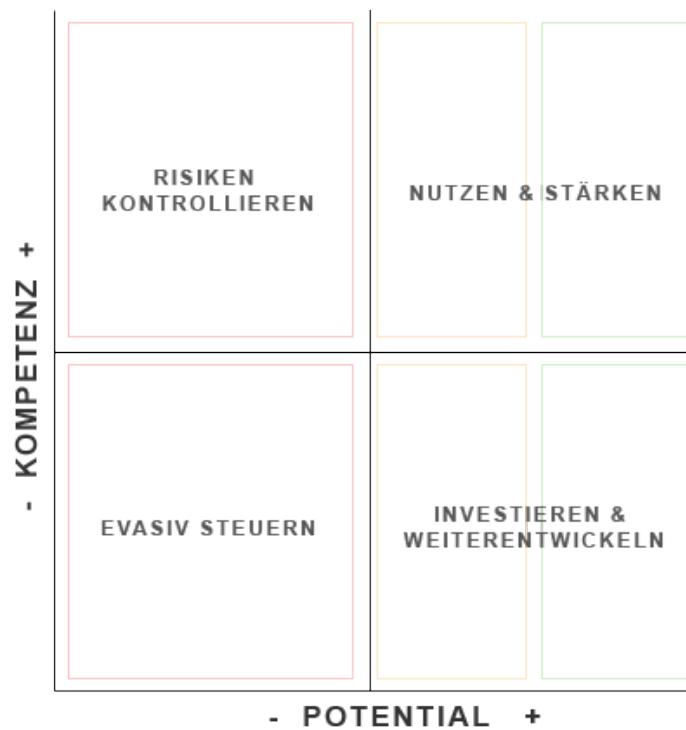 RISIKEN
KONTROLLIEREN
NUTZEN & STÄRKEN
- KOMPETENZ +
EVASIV STEUERN
INVESTIEREN &
WEITERENTWICKELN
- POTENTIAL +